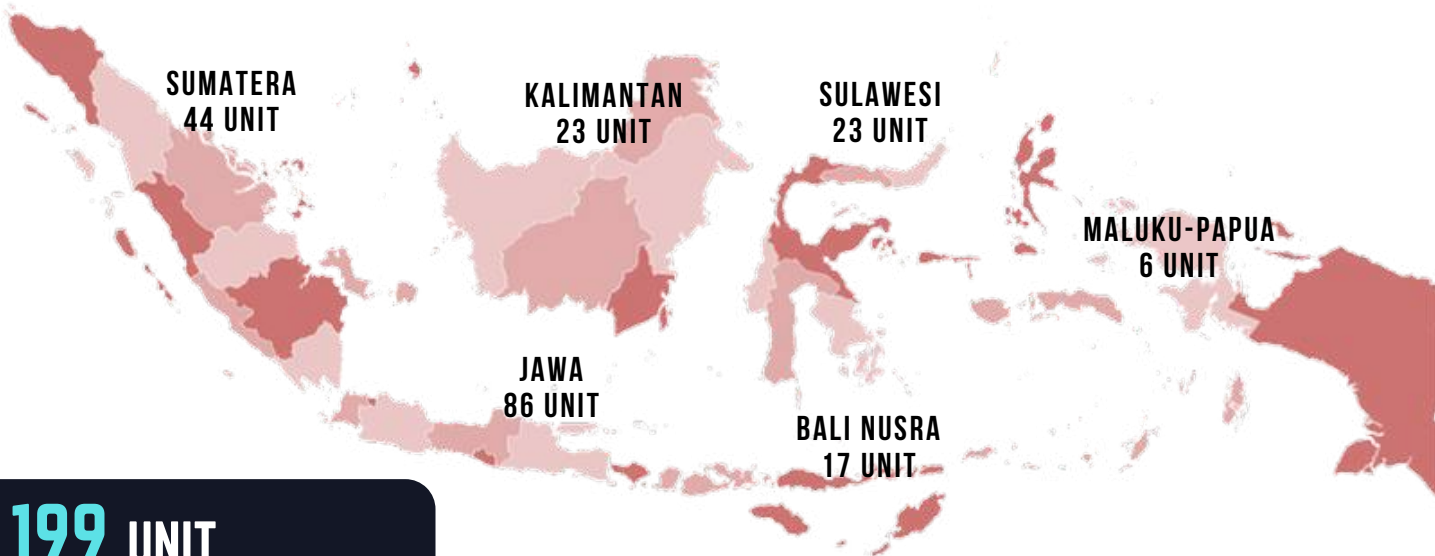 SUMATERA
44 UNIT
KALIMANTAN
23 UNIT
SULAWESI
23 UNIT
MALUKU-PAPUA
6 UNIT
JAWA
86 UNIT
BALI NUSRA
17 UNIT
199 UNIT